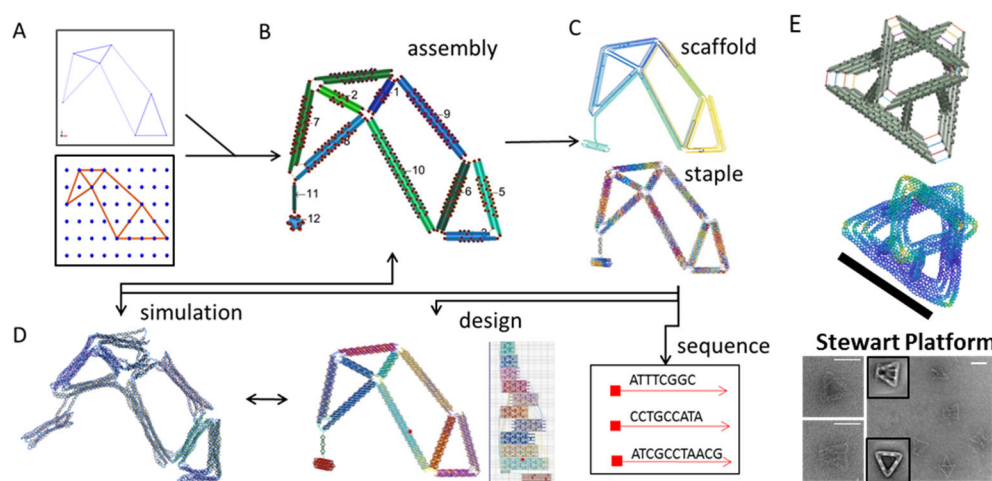 A
B
assembly
C
scaffold
E
1
2
9
7
8
10
11
12
6
5
staple
simulation
design
sequence
D
ATTTCGGC
CCTGCCATA
ATCGCCTAACG
Stewart Platform